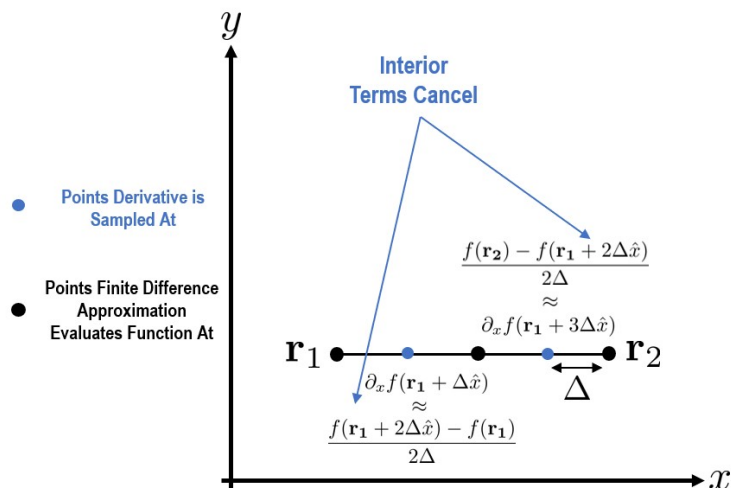 y
Interior
Terms Cancel
Points Derivative is
Sampled At
Points Finite Difference
Approximation
Evaluates Function At
f(𝐫₂) − f(𝐫₁ + 2Δx̂)
2Δ
≈
∂ₓf(𝐫₁ + 3Δx̂)
𝐫₁
𝐫₂
Δ
∂ₓf(𝐫₁ + Δx̂)
≈
f(𝐫₁ + 2Δx̂) − f(𝐫₁)
2Δ
x